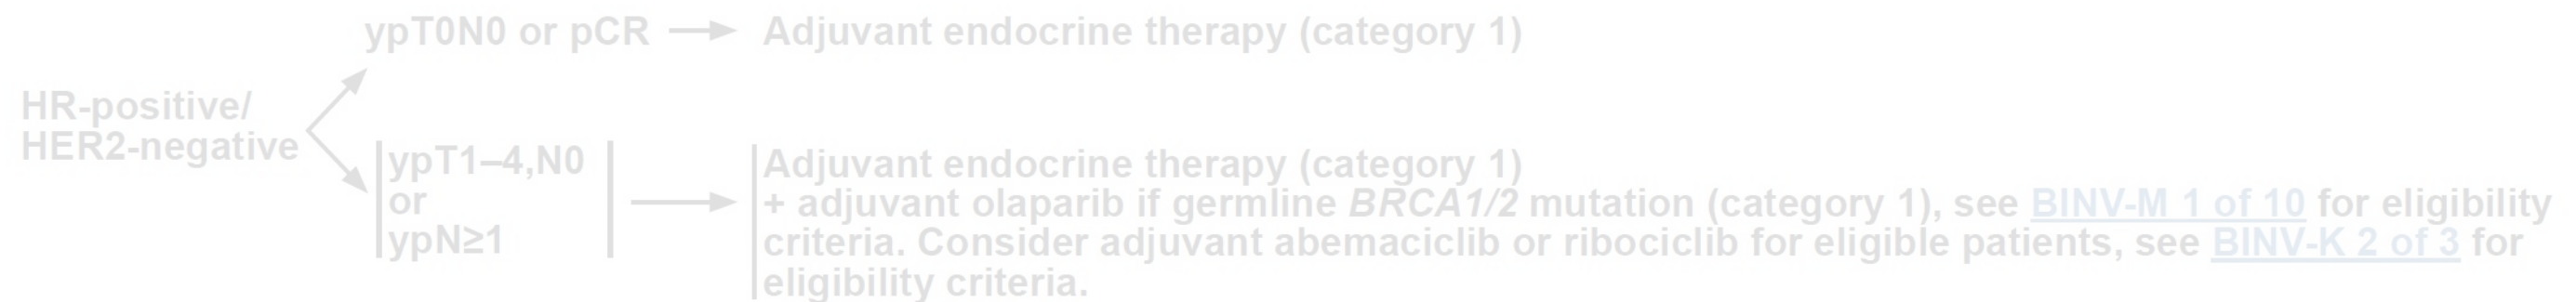 ypT0N0 or pCR
Adjuvant endocrine therapy (category 1)
HR-positive/
HER2-negative
ypT1–4,N0
or
ypN≥1
Adjuvant endocrine therapy (category 1)
+ adjuvant olaparib if germline BRCA1/2 mutation (category 1), see BINV-M 1 of 10 for eligibility
criteria. Consider adjuvant abemaciclib or ribociclib for eligible patients, see BINV-K 2 of 3 for
eligibility criteria.